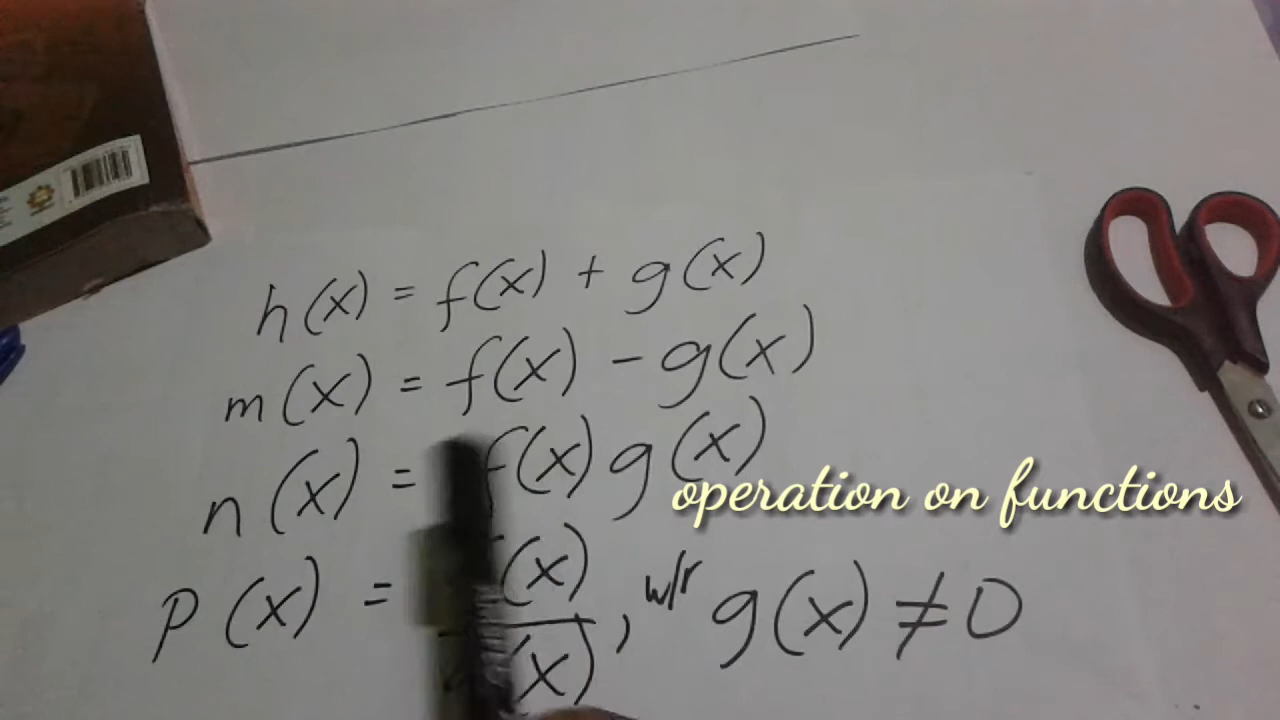 h(x) = f(x) + g(x)
m(x) = f(x) - g(x)
n(x) = f(x) g(x)
operation on functions
p(x) = (x)/(x), w/r g(x) ≠ 0